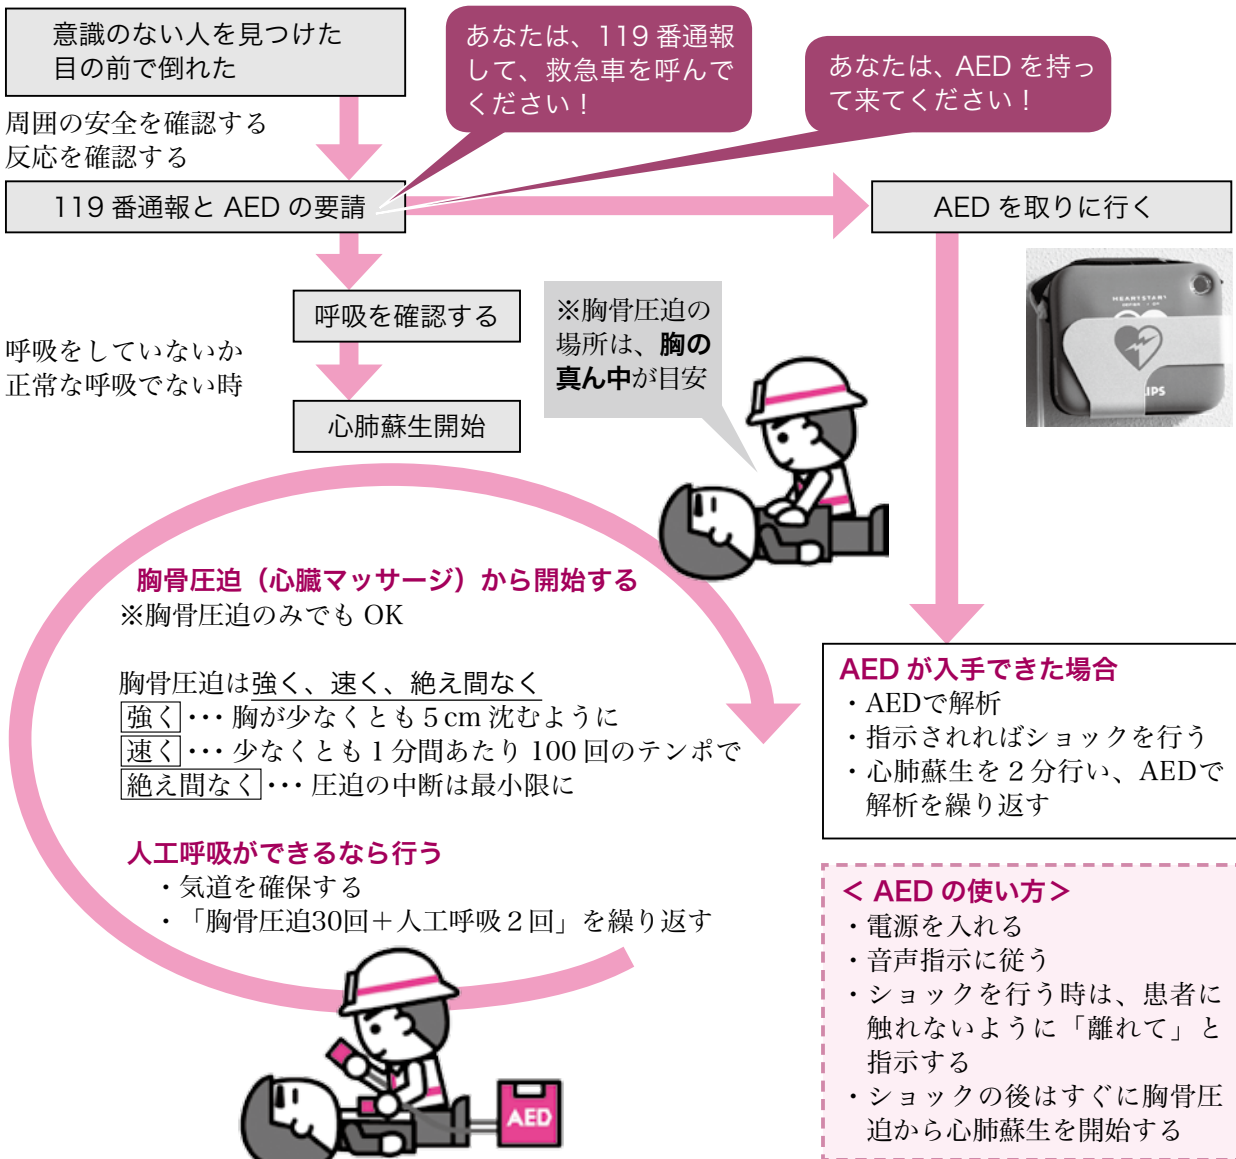 意識のない人を見つけた
目の前で倒れた
あなたは、119 番通報
して、救急車を呼んで
ください！
あなたは、AED を持っ
て来てください！
周囲の安全を確認する
反応を確認する
119 番通報と AED の要請
AED を取りに行く
呼吸を確認する
呼吸をしていないか
正常な呼吸でない時
心肺蘇生開始
※胸骨圧迫の
場所は、胸の
真ん中が目安
HEARTSTART
胸骨圧迫（心臓マッサージ）から開始する
※胸骨圧迫のみでも OK
胸骨圧迫は強く、速く、絶え間なく
強く・・・胸が少なくとも５cm 沈むように
速く・・・少なくとも１分間あたり 100 回のテンポで
絶え間なく・・・圧迫の中断は最小限に
人工呼吸ができるなら行う
・気道を確保する
・「胸骨圧迫30回＋人工呼吸２回」を繰り返す
AED
AED が入手できた場合
・AEDで解析
・指示されればショックを行う
・心肺蘇生を２分行い、AEDで
解析を繰り返す
＜ AED の使い方＞
・電源を入れる
・音声指示に従う
・ショックを行う時は、患者に
触れないように「離れて」と
指示する
・ショックの後はすぐに胸骨圧
迫から心肺蘇生を開始する